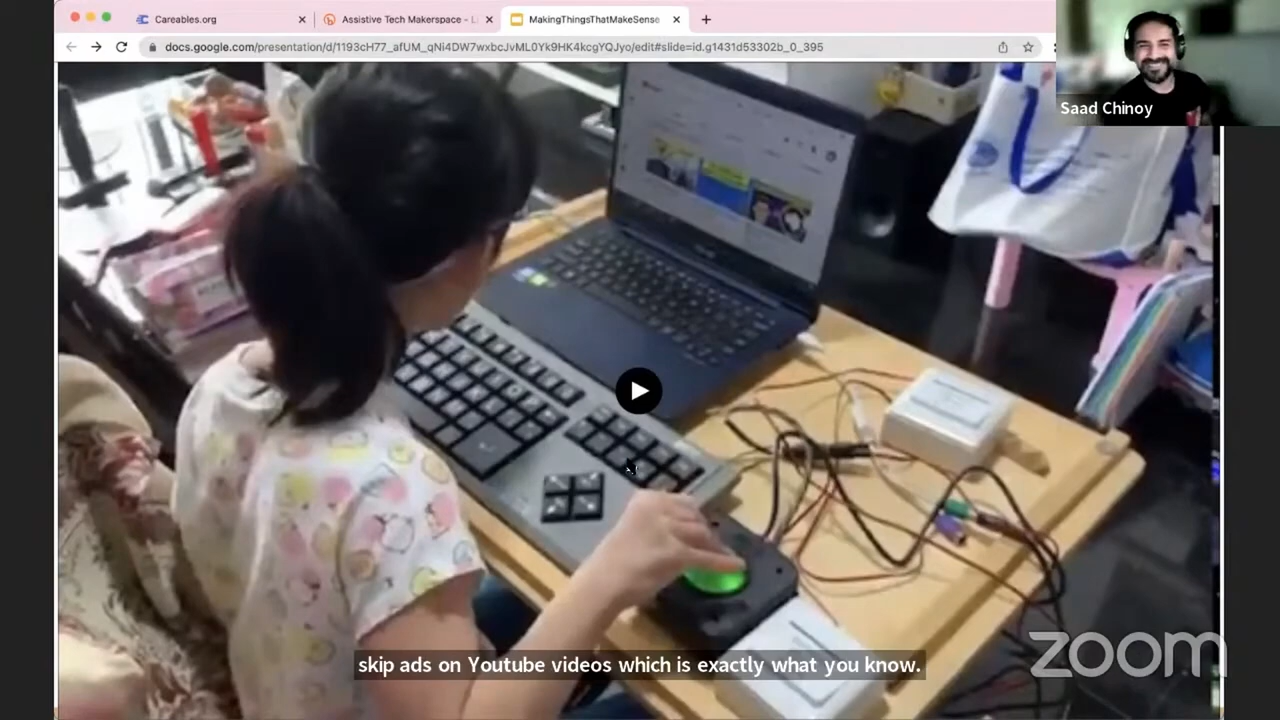 Careables.org
Assistive Tech Makerspace - Li
MakingThingsThatMakeSense
docs.google.com/presentation/d/1193cH77_afUM_qNi4DW7wxbcJvML0Yk9HK4kcgYQJyo/edit#slide=id.g1431d53302b_0_395
Saad Chinoy
skip ads on Youtube videos which is exactly what you know.
zoom